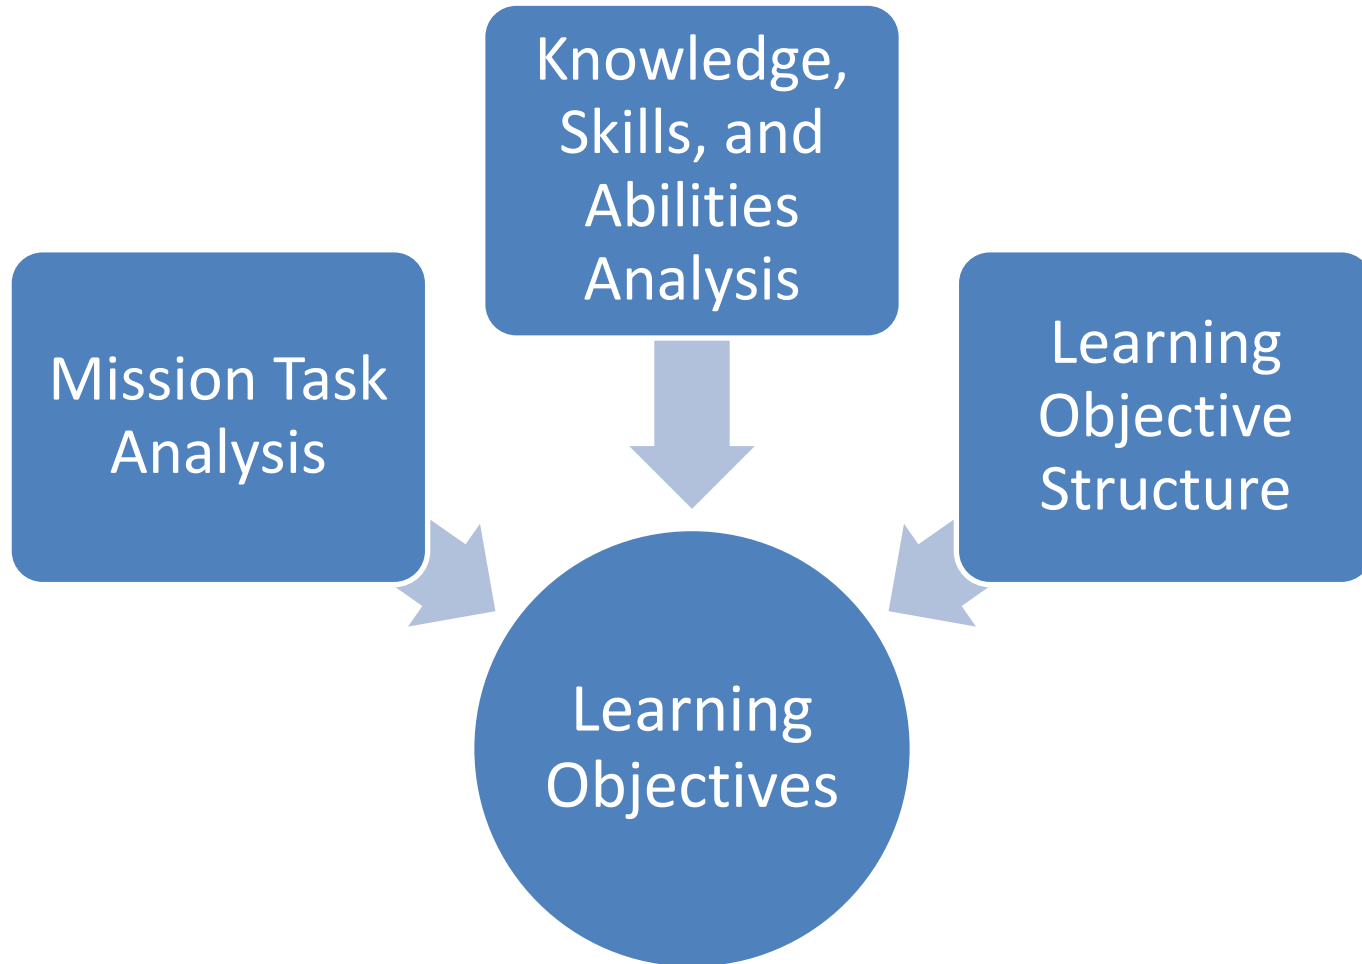 Knowledge,
Skills, and
Abilities
Analysis
Mission Task
Analysis
Learning
Objective
Structure
Learning
Objectives